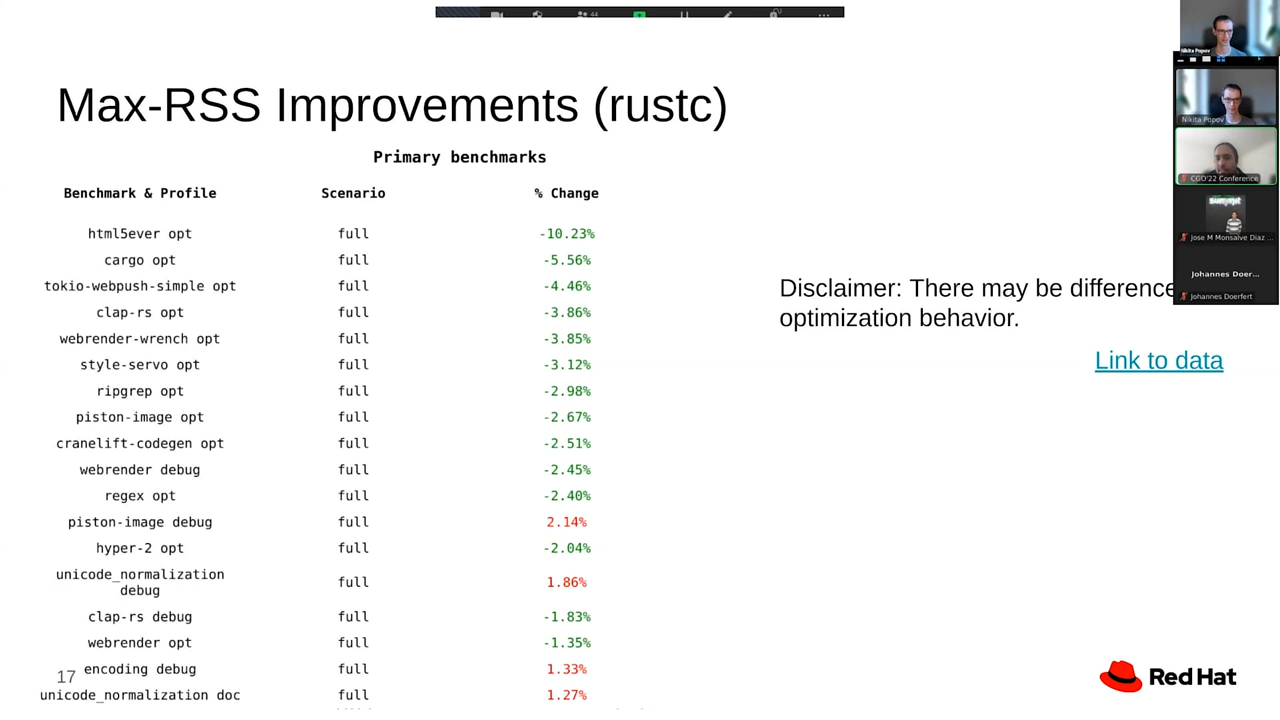 44
Max-RSS Improvements (rustc)
Primary benchmarks
Benchmark & Profile Scenario % Change
html5ever opt full -10.23%
cargo opt full -5.56%
tokio-webpush-simple opt full -4.46%
clap-rs opt full -3.86%
webrender-wrench opt full -3.85%
style-servo opt full -3.12%
ripgrep opt full -2.98%
piston-image opt full -2.67%
cranelift-codegen opt full -2.51%
webrender debug full -2.45%
regex opt full -2.40%
piston-image debug full 2.14%
hyper-2 opt full -2.04%
unicode_normalization
debug full 1.86%
clap-rs debug full -1.83%
webrender opt full -1.35%
encoding debug full 1.33%
unicode_normalization doc full 1.27%
17
Disclaimer: There may be difference
optimization behavior.
Link to data
Nikita Popov
Nikita Popov
CGO'22 Conference
summit
Jose M Monsalve Diaz ...
Johannes Doer...
Johannes Doerfert
Red Hat